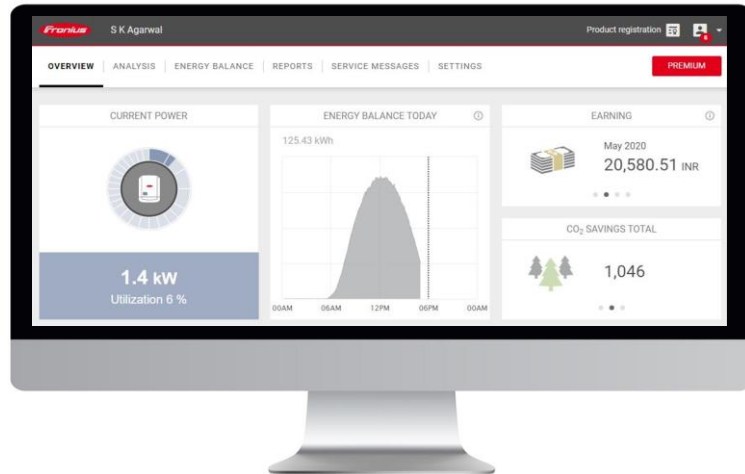 Fronius
S K Agarwal
Product registration
6
OVERVIEW
ANALYSIS
ENERGY BALANCE
REPORTS
SERVICE MESSAGES
SETTINGS
PREMIUM
CURRENT POWER
1.4 kW
Utilization 6 %
ENERGY BALANCE TODAY
125.43 kWh
00AM 06AM 12PM 06PM 00AM
EARNING
May 2020
20,580.51 INR
CO₂ SAVINGS TOTAL
1,046